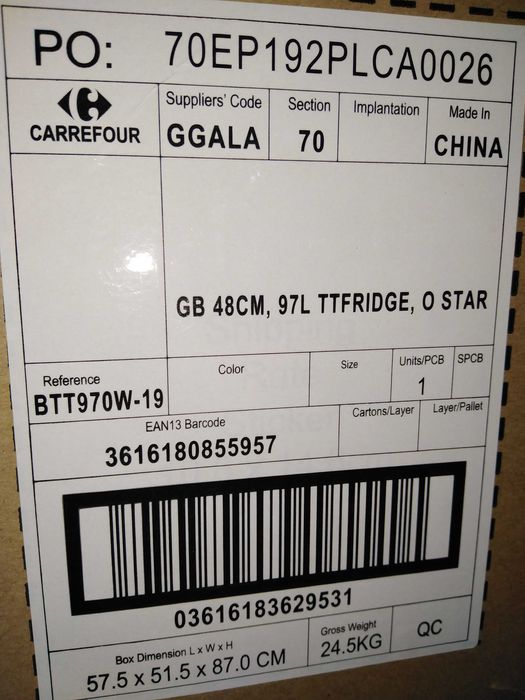 PO: 70EP192PLCA0026
CARREFOUR
Suppliers' Code
GGALA
Section
70
Implantation
Made In
CHINA
GB 48CM, 97L TTFRIDGE, O STAR
Reference
BTT970W-19
Color
Size
Units/PCB
1
SPCB
EAN13 Barcode
3616180855957
Cartons/Layer
Layer/Pallet
03616183629531
Box Dimension L x W x H
57.5 x 51.5 x 87.0 CM
Gross Weight
24.5KG
QC